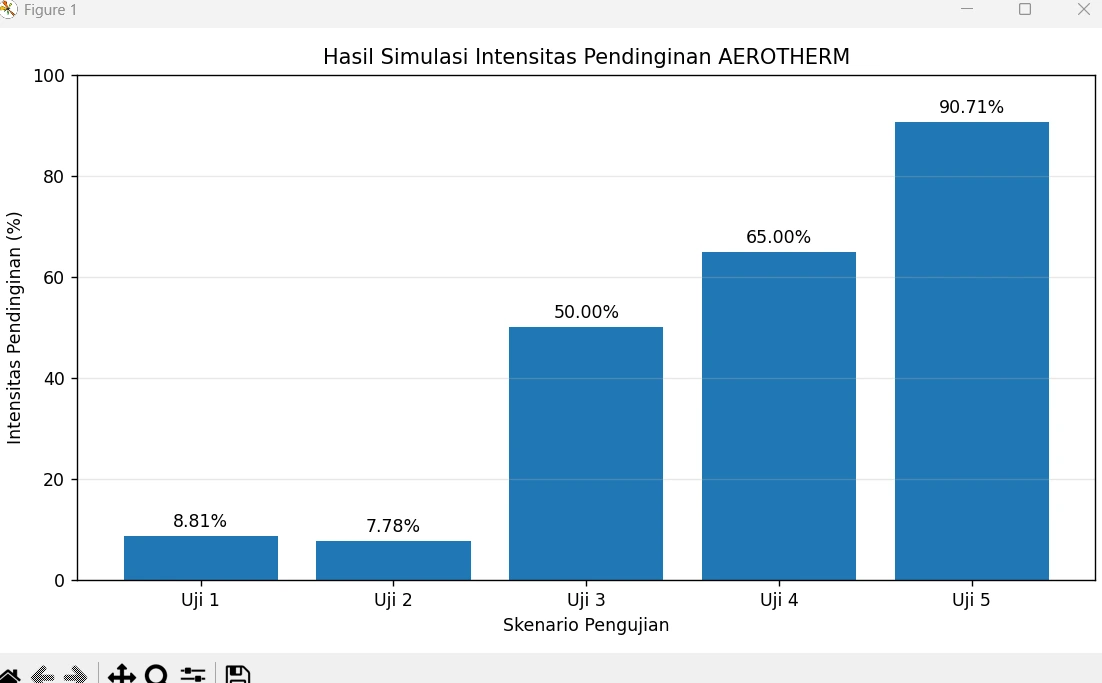 Figure 1
Hasil Simulasi Intensitas Pendinginan AEROTHERM
100
80
60
40
20
0
Intensitas Pendinginan (%)
8.81%
7.78%
50.00%
65.00%
90.71%
Uji 1
Uji 2
Uji 3
Uji 4
Uji 5
Skenario Pengujian